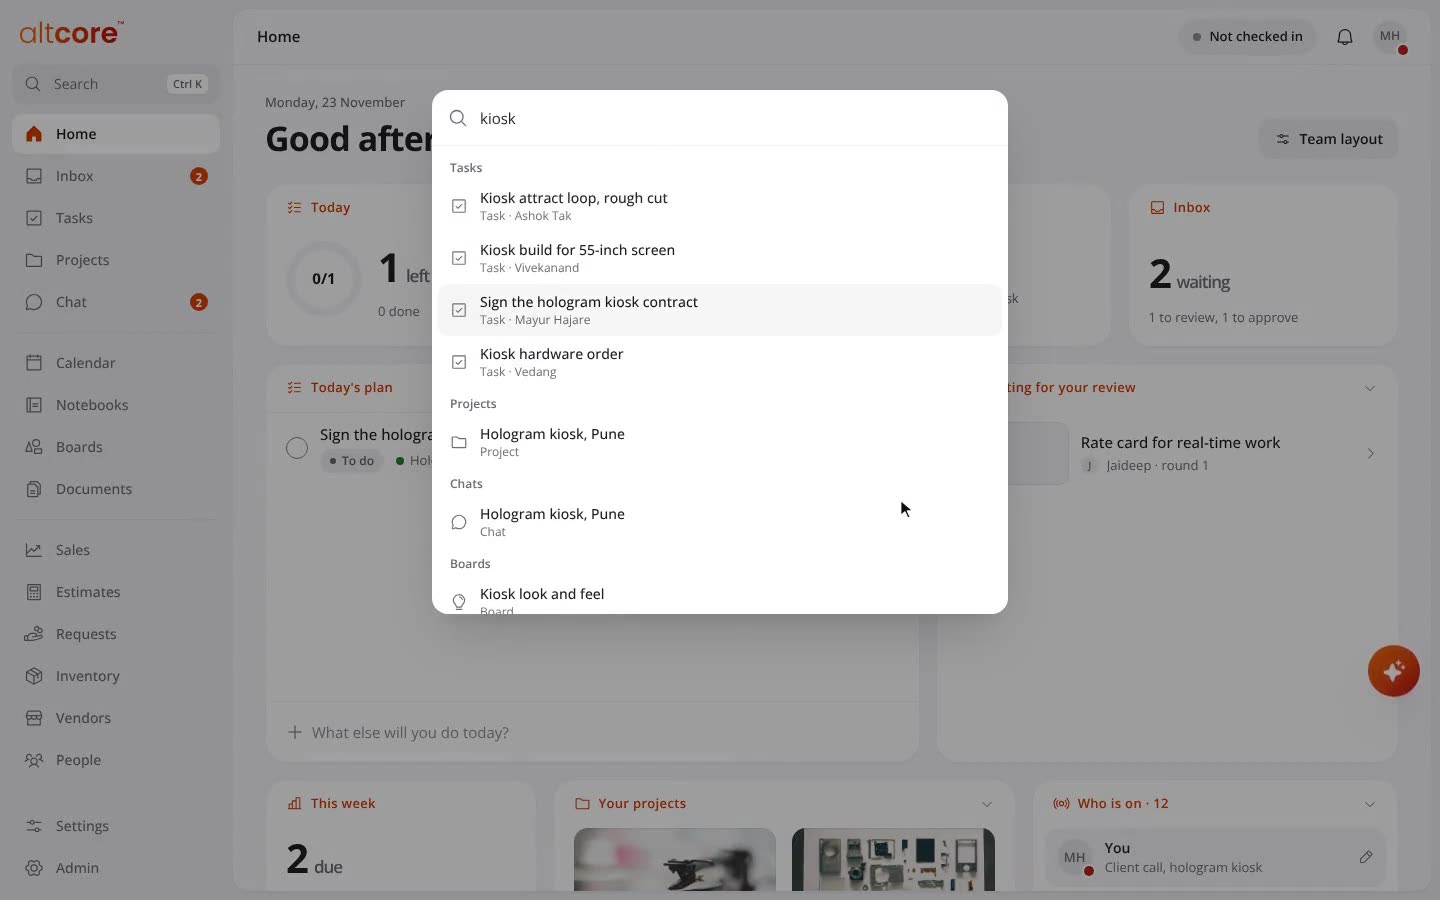 altcore™
Search
Ctrl K
Home
Inbox
2
Tasks
Projects
Chat
2
Calendar
Notebooks
Boards
Documents
Sales
Estimates
Requests
Inventory
Vendors
People
Settings
Admin
Home
Not checked in
MH
Monday, 23 November
Good after
Team layout
Today
0/1
1 left
0 done
sk
Inbox
2 waiting
1 to review, 1 to approve
Today's plan
Sign the hologra
To do
Hol
What else will you do today?
ting for your review
Rate card for real-time work
J
Jaideep · round 1
kiosk
Tasks
Kiosk attract loop, rough cut
Task · Ashok Tak
Kiosk build for 55-inch screen
Task · Vivekanand
Sign the hologram kiosk contract
Task · Mayur Hajare
Kiosk hardware order
Task · Vedang
Projects
Hologram kiosk, Pune
Project
Chats
Hologram kiosk, Pune
Chat
Boards
Kiosk look and feel
Board
This week
2 due
Your projects
Who is on · 12
MH
You
Client call, hologram kiosk